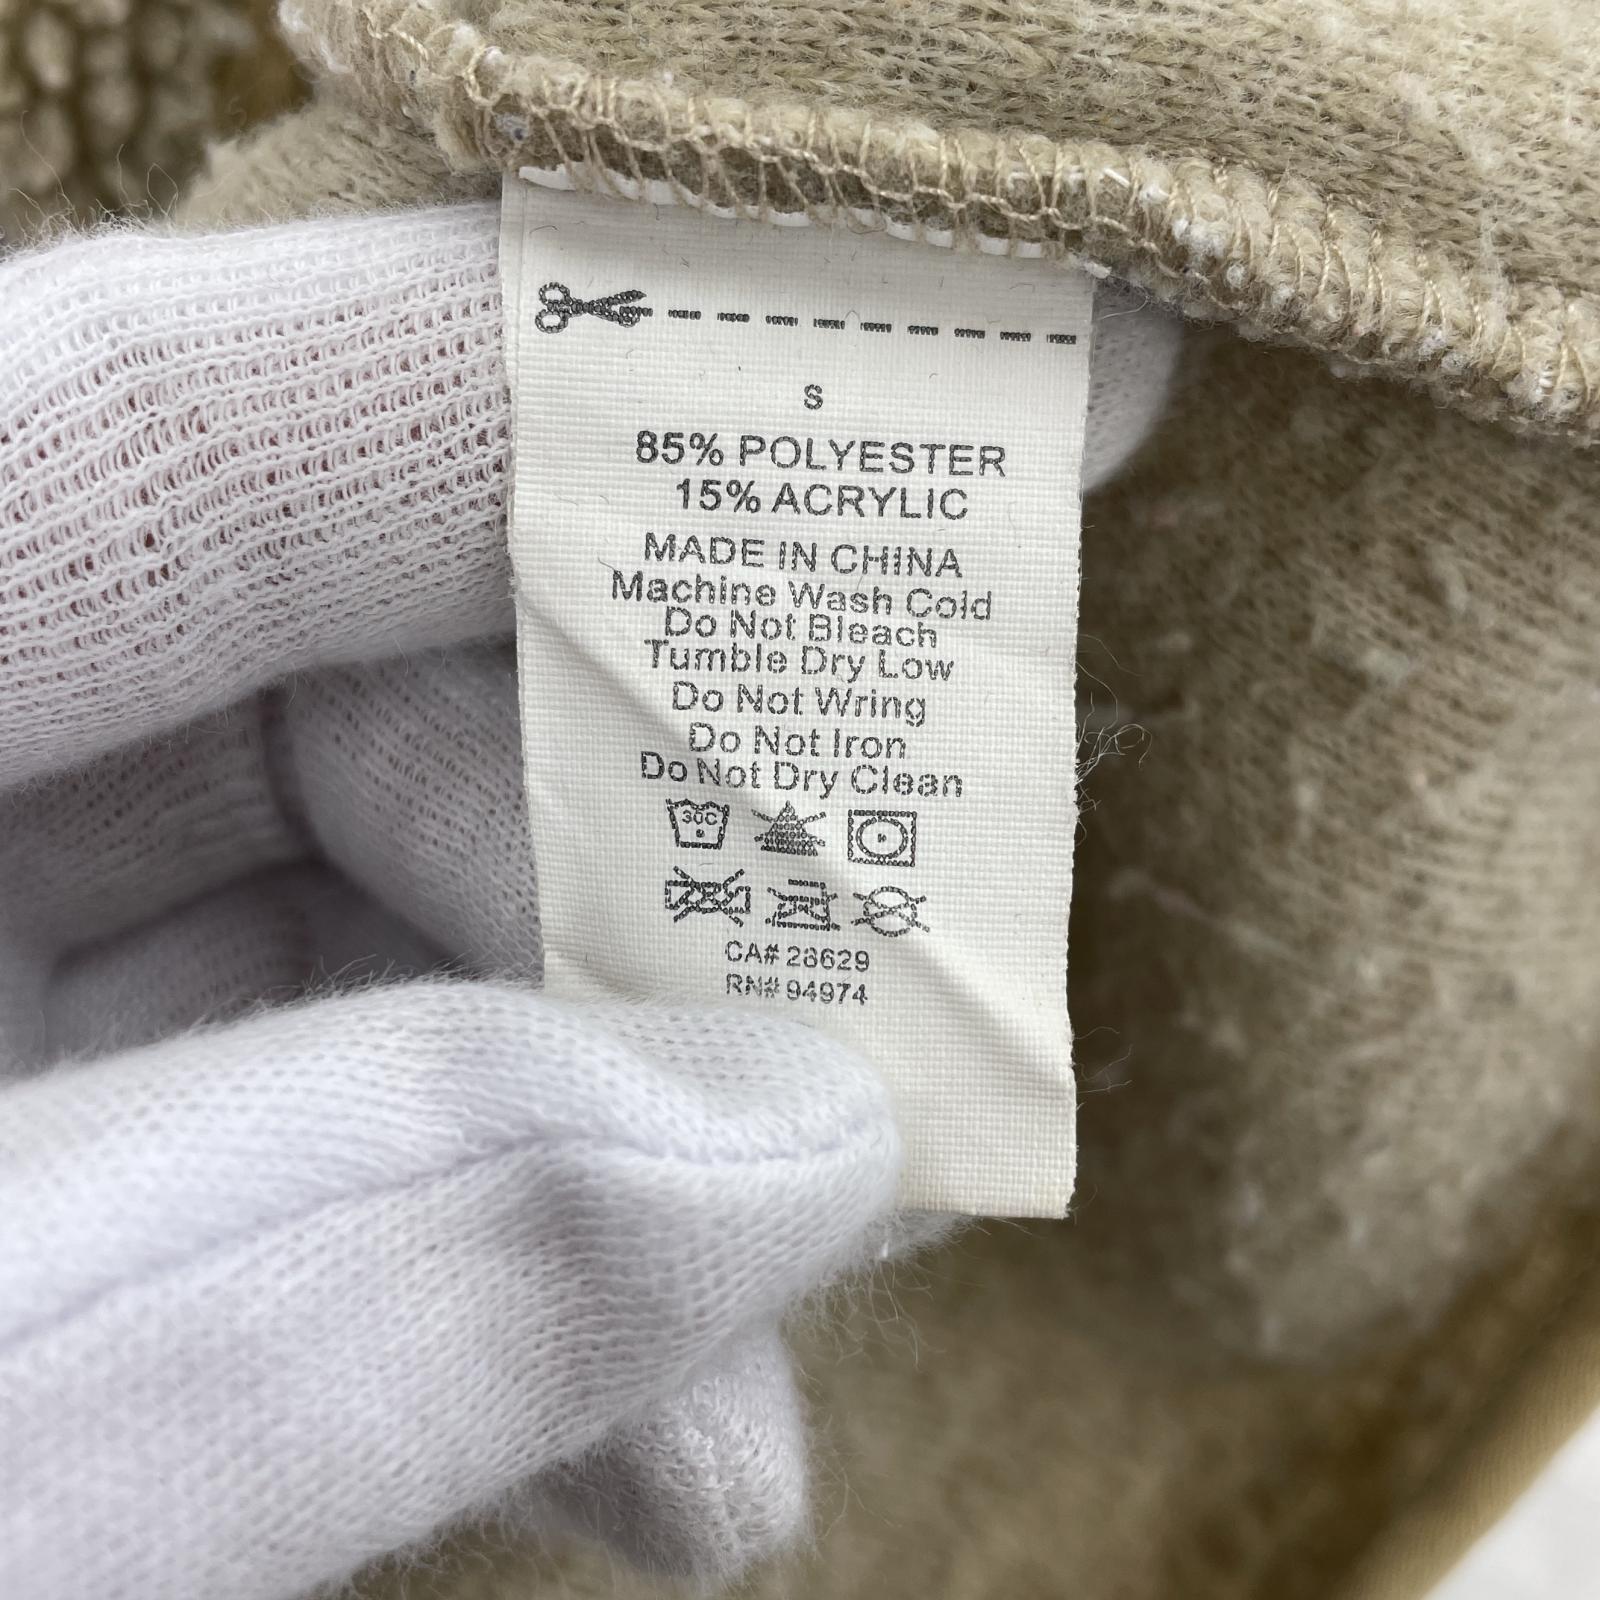 S
85% POLYESTER
15% ACRYLIC
MADE IN CHINA
Machine Wash Cold
Do Not Bleach
Tumble Dry Low
Do Not Wring
Do Not Iron
Do Not Dry Clean
30C
CA# 28629
RN# 94974